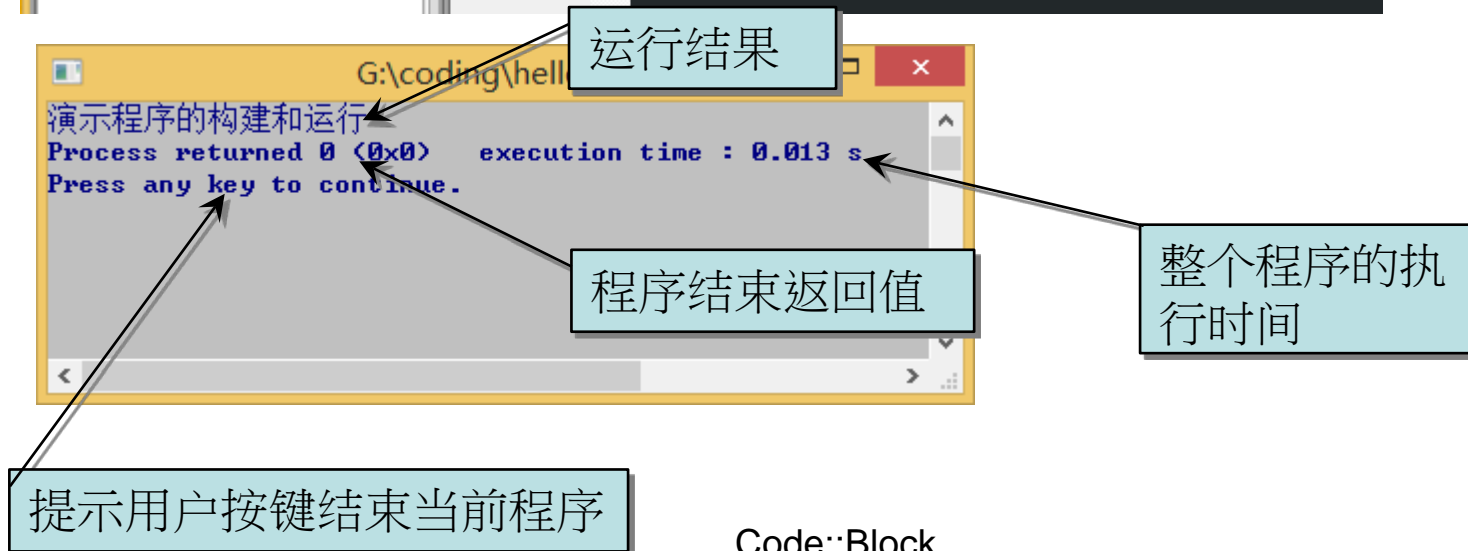 运行结果
G:\coding\hell
演示程序的构建和运行
Process returned 0 (0x0)   execution time : 0.013 s
Press any key to continue.
程序结束返回值
整个程序的执
行时间
提示用户按键结束当前程序
Code::Block